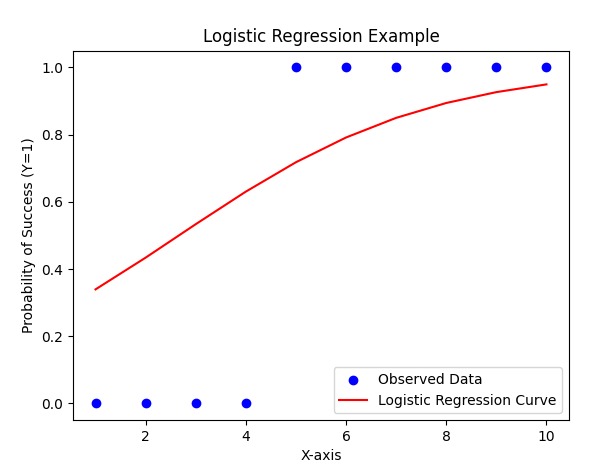 Logistic Regression Example
1.0
0.8
0.6
0.4
0.2
0.0
Probability of Success (Y=1)
Observed Data
Logistic Regression Curve
2 4 6 8 10
X-axis